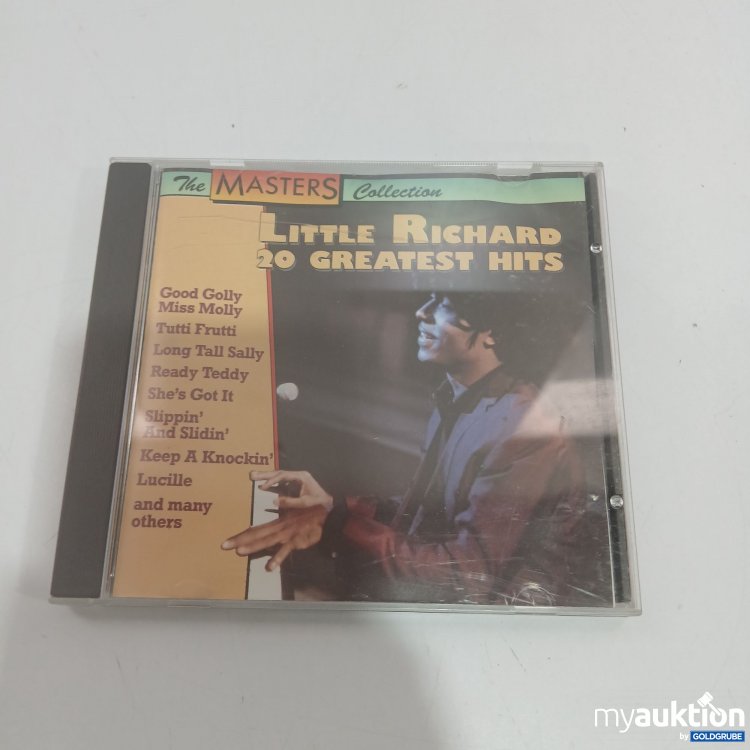 The MASTERS Collection
LITTLE RICHARD
20 GREATEST HITS
Good Golly
Miss Molly
Tutti Frutti
Long Tall Sally
Ready Teddy
She's Got It
Slippin'
And Slidin'
Keep A Knockin'
Lucille
and many
others
myauktion
by GOLDGRUBE